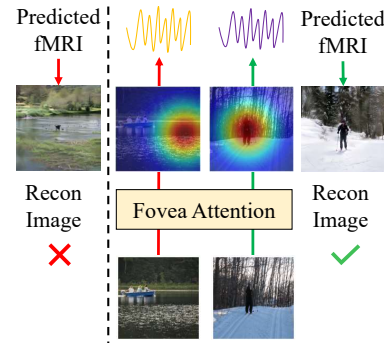 Predicted
fMRI
Recon
Image
Fovea Attention
Predicted
fMRI
Recon
Image